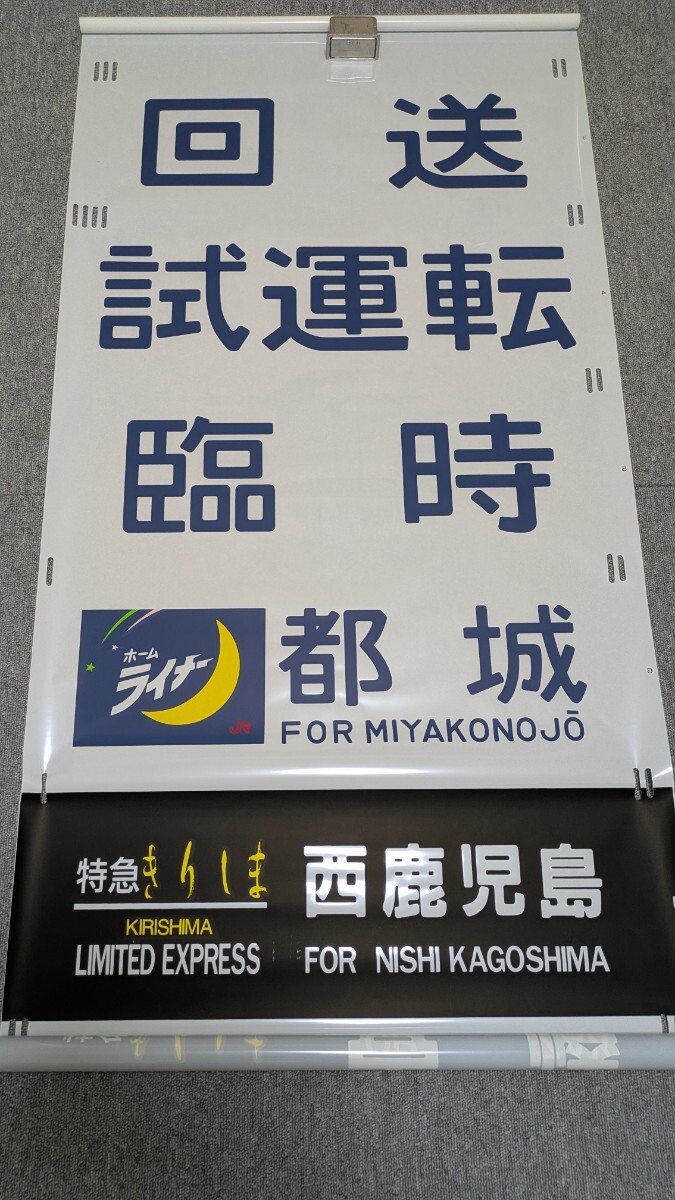 回送
試運転
臨時
ホーム
ライナー
JR
都城
FOR MIYAKONOJŌ
特急きりしま
KIRISHIMA
LIMITED EXPRESS
西鹿児島
FOR NISHI KAGOSHIMA